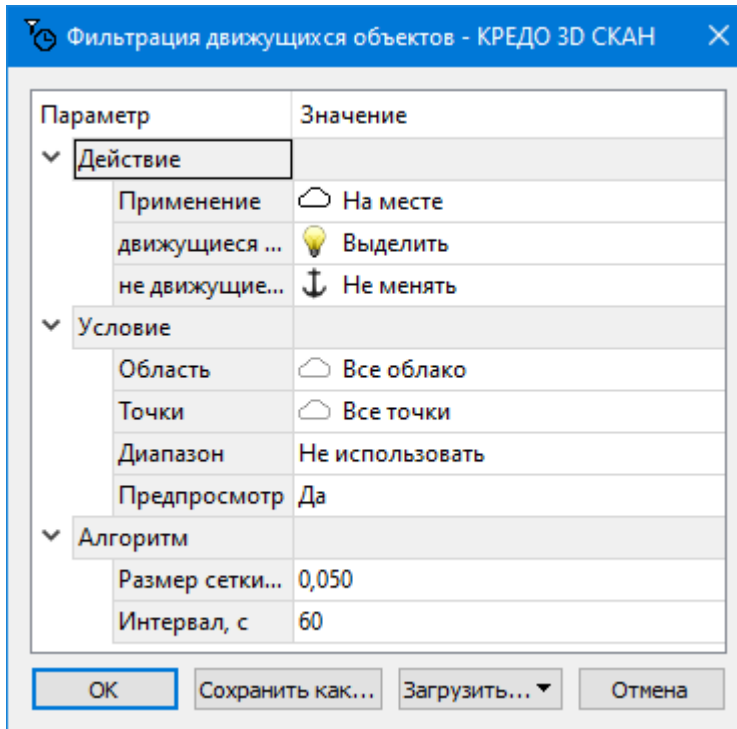 Фильтрация движущихся объектов - КРЕДО 3D СКАН
Параметр Значение
Действие
Применение На месте
движущиеся ... Выделить
не движущие... Не менять
Условие
Область Все облако
Точки Все точки
Диапазон Не использовать
Предпросмотр Да
Алгоритм
Размер сетки... 0,050
Интервал, с 60
ОК Сохранить как... Загрузить... Отмена